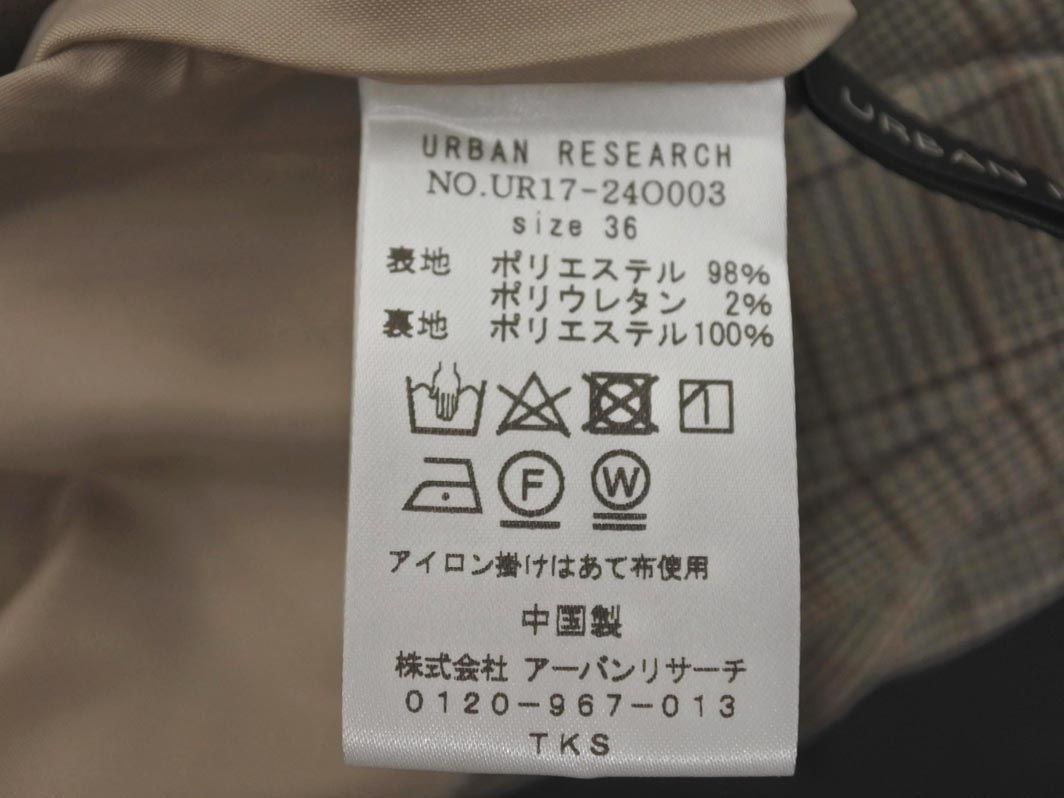 URBAN RESEARCH
NO.UR17-24O003
size 36
表地 ポリエステル 98%
ポリウレタン 2%
裏地 ポリエステル100%
F W
アイロン掛けはあて布使用
中国製
株式会社 アーバンリサーチ
0120-967-013
TKS
URBAN